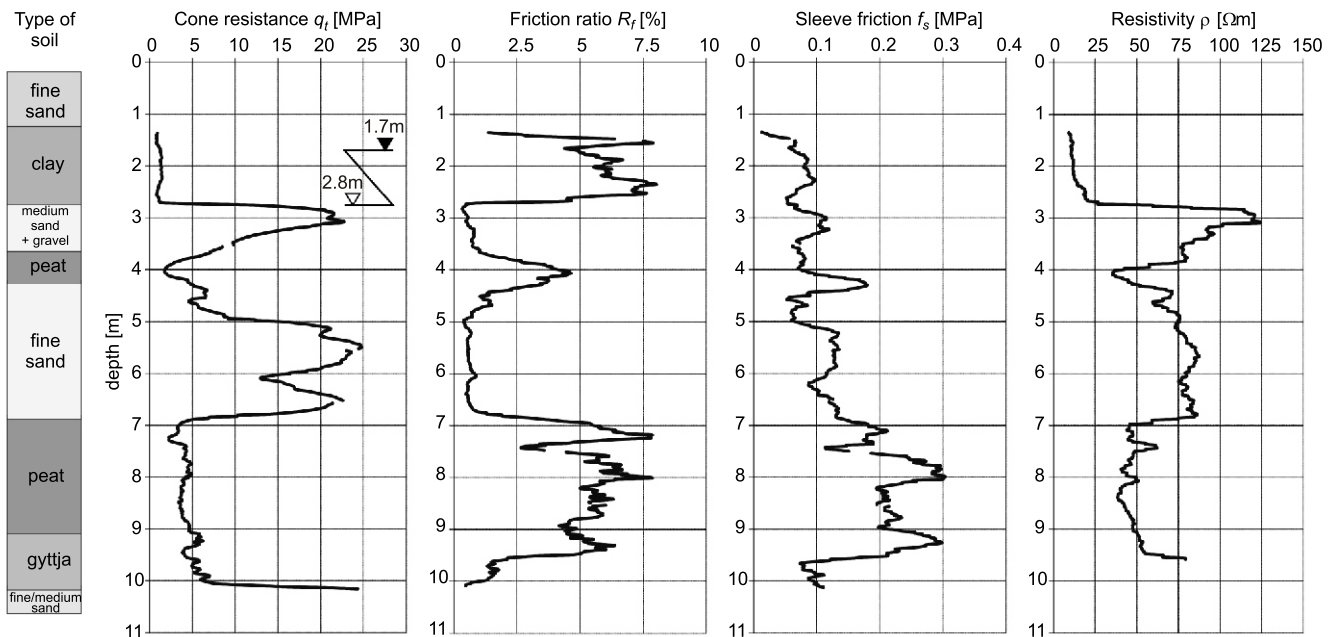 Type of
soil
fine
sand
clay
medium
sand
+ gravel
peat
fine
sand
peat
gyttja
fine/medium
sand
Cone resistance qt [MPa]
0 5 10 15 20 25 30
depth [m]
0
1
2
3
4
5
6
7
8
9
10
11
1.7m
2.8m
Friction ratio Rf [%]
0 2.5 5 7.5 10
0
1
2
3
4
5
6
7
8
9
10
11
Sleeve friction fs [MPa]
0 0.1 0.2 0.3 0.4
0
1
2
3
4
5
6
7
8
9
10
11
Resistivity ρ [Ωm]
0 25 50 75 100 125 150
0
1
2
3
4
5
6
7
8
9
10
11